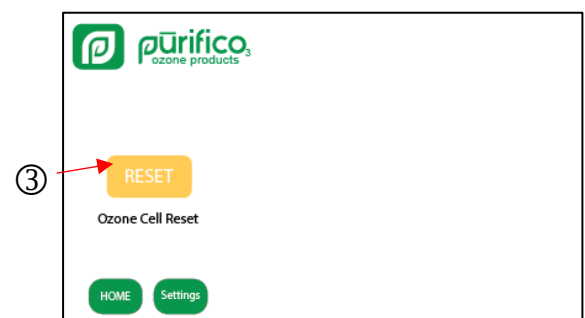 pūrifico₃
ozone products
③
RESET
Ozone Cell Reset
HOME Settings